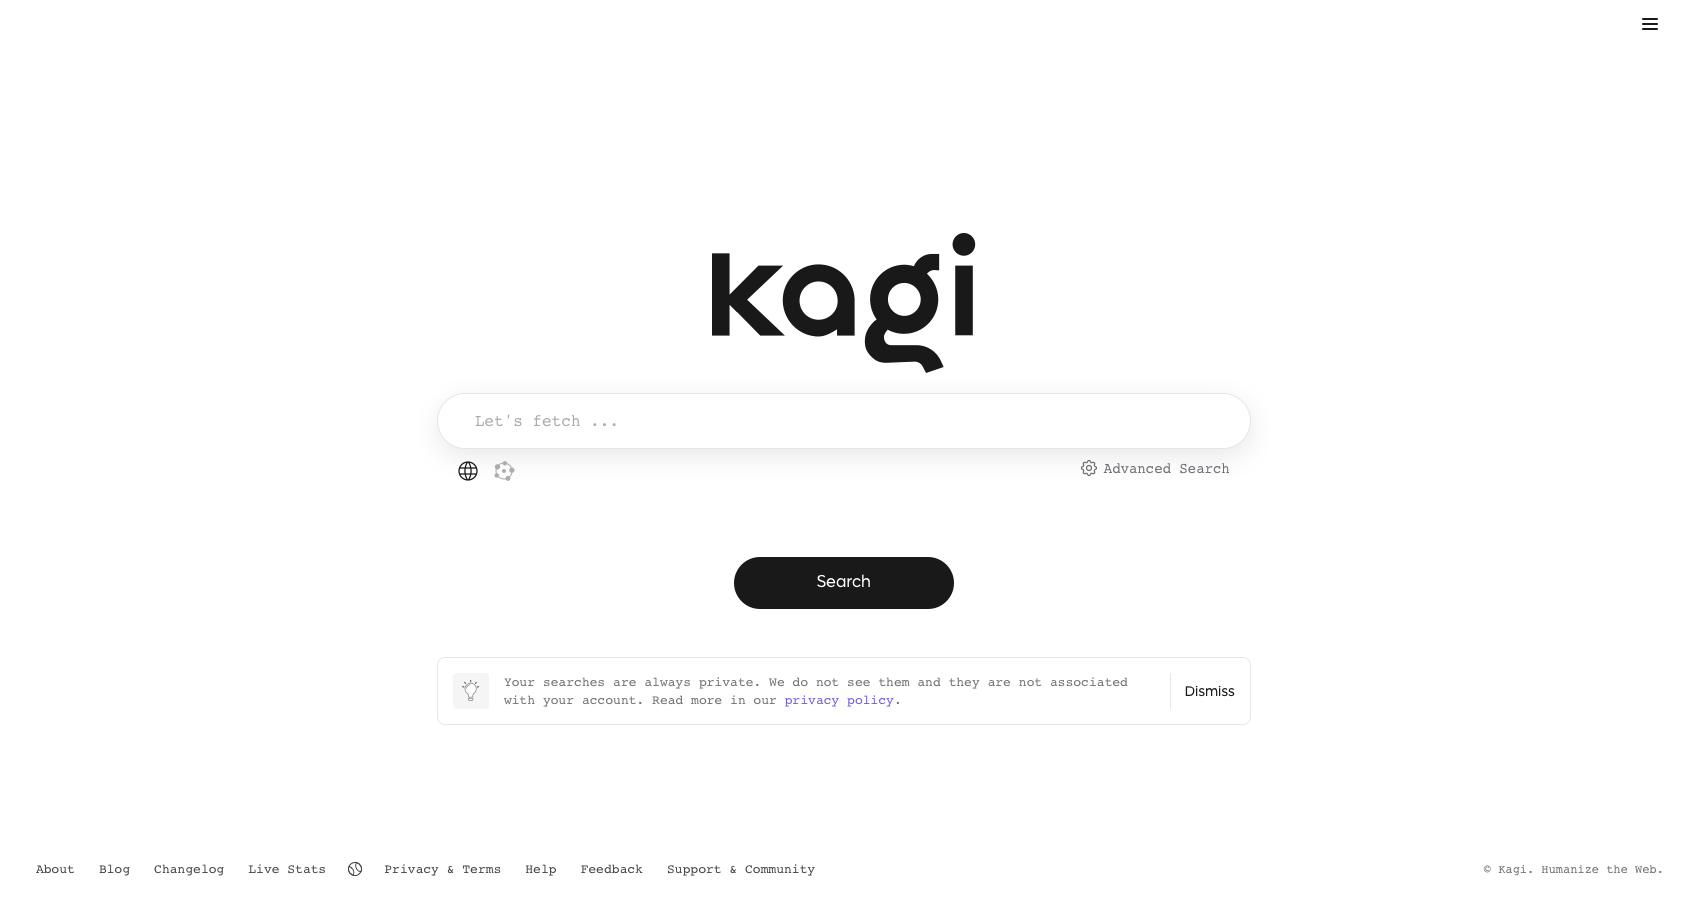 kagi
Let's fetch ...
Advanced Search
Search
Your searches are always private. We do not see them and they are not associated
with your account. Read more in our privacy policy.
Dismiss
About Blog Changelog Live Stats Privacy & Terms Help Feedback Support & Community
© Kagi. Humanize the Web.